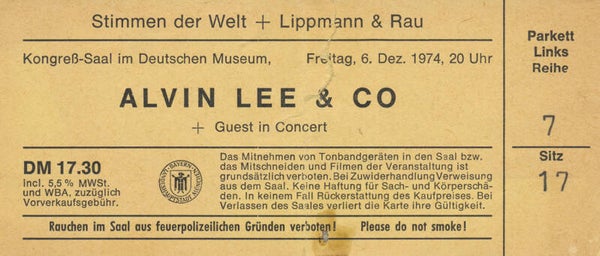 Stimmen der Welt + Lippmann & Rau
Kongreß-Saal im Deutschen Museum, Freitag, 6. Dez. 1974, 20 Uhr
ALVIN LEE & CO
+ Guest in Concert
DM 17.30
incl. 5,5 % MWSt.
und WBA, zuzüglich
Vorverkaufsgebühr.
Das Mitnehmen von Tonbandgeräten in den Saal bzw.
das Mitschneiden und Filmen der Veranstaltung ist
grundsätzlich verboten. Bei Zuwiderhandlung Verweisung
aus dem Saal. Keine Haftung für Sach- und Körperschä-
den. In keinem Fall Rückerstattung des Kaufpreises. Bei
Verlassen des Saales verliert die Karte ihre Gültigkeit.
Rauchen im Saal aus feuerpolizeilichen Gründen verboten! Please do not smoke!
Parkett
Links
Reihe
7
Sitz
17